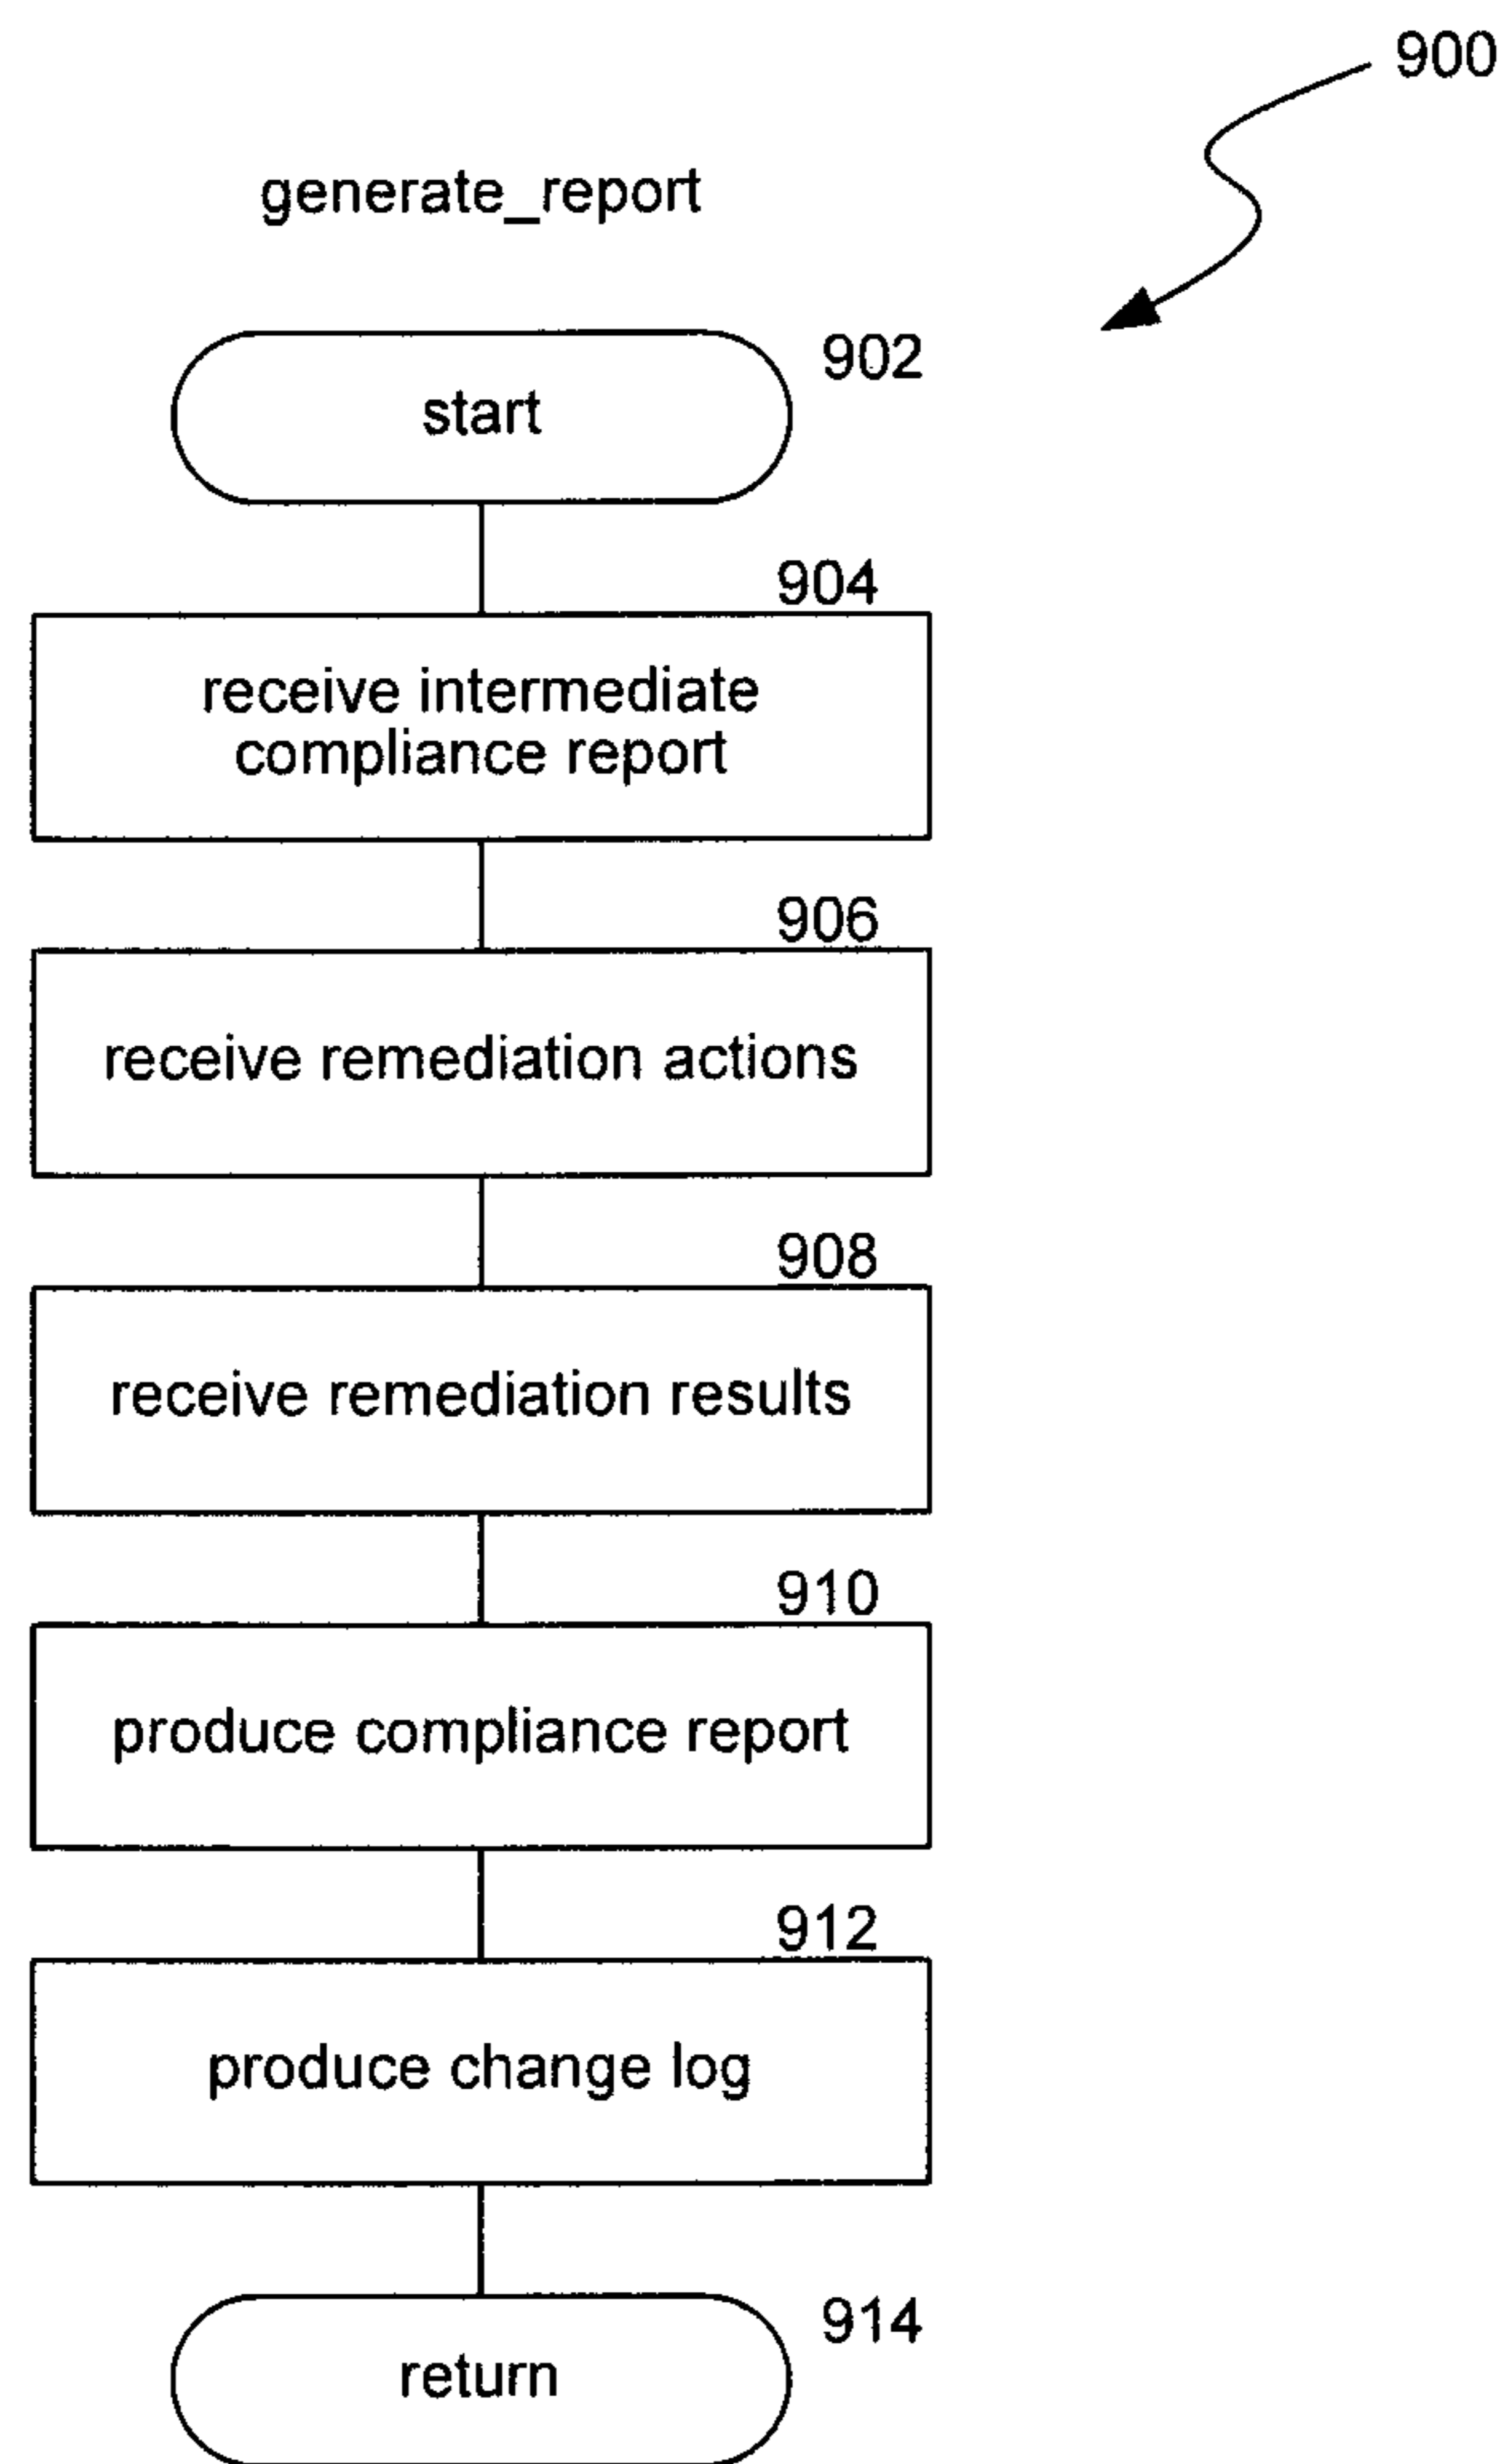 900
generate_report
902
start
904
receive intermediate
compliance report
906
receive remediation actions
908
receive remediation results
910
produce compliance report
912
produce change log
914
return